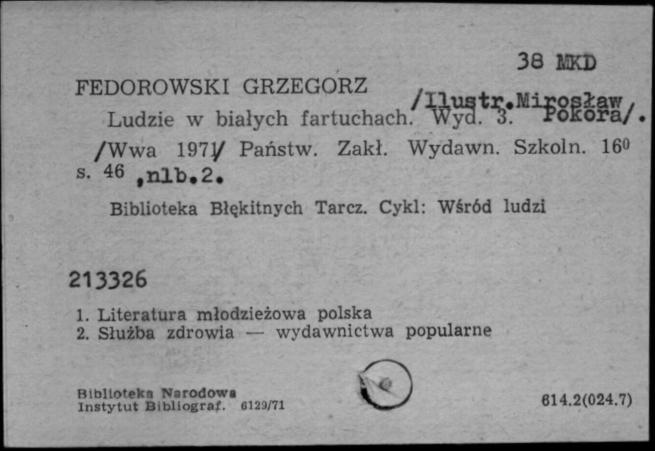 38 MKD
FEDOROWSKI GRZEGORZ
/Ilustr.Mirosław
Ludzie w białych fartuchach. Wyd. 3. Pokora/.
/Wwa 1971/ Państw. Zakł. Wydawn. Szkoln. 16⁰
s. 46 ,nlb.2.
Biblioteka Błękitnych Tarcz. Cykl: Wśród ludzi
213326
1. Literatura młodzieżowa polska
2. Służba zdrowia — wydawnictwa popularne
Biblioteka Narodowa
Instytut Bibliograf. 6129/71
614.2(024.7)